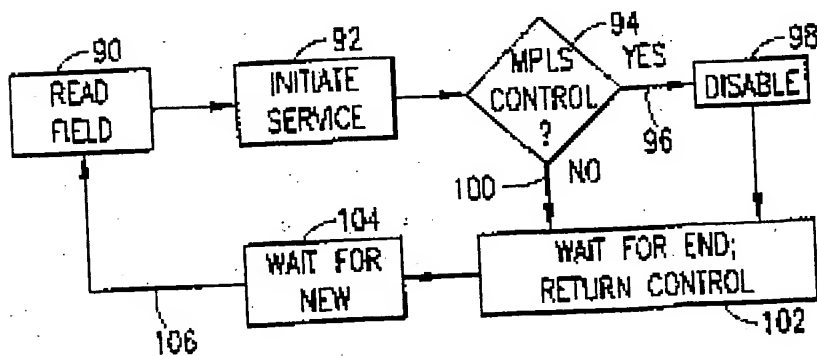 90
READ
FIELD
92
INITIATE
SERVICE
94
MPLS
CONTROL
?
YES
96
98
DISABLE
100
NO
104
WAIT FOR
NEW
WAIT FOR END;
RETURN CONTROL
102
106